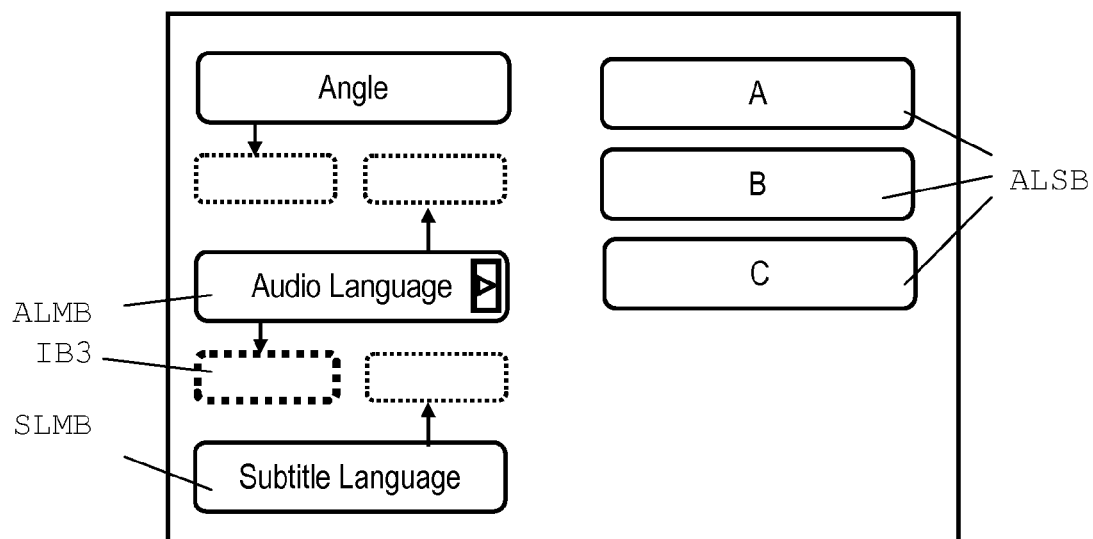 Angle
A
B
ALSB
Audio Language
C
ALMB
IB3
SLMB
Subtitle Language